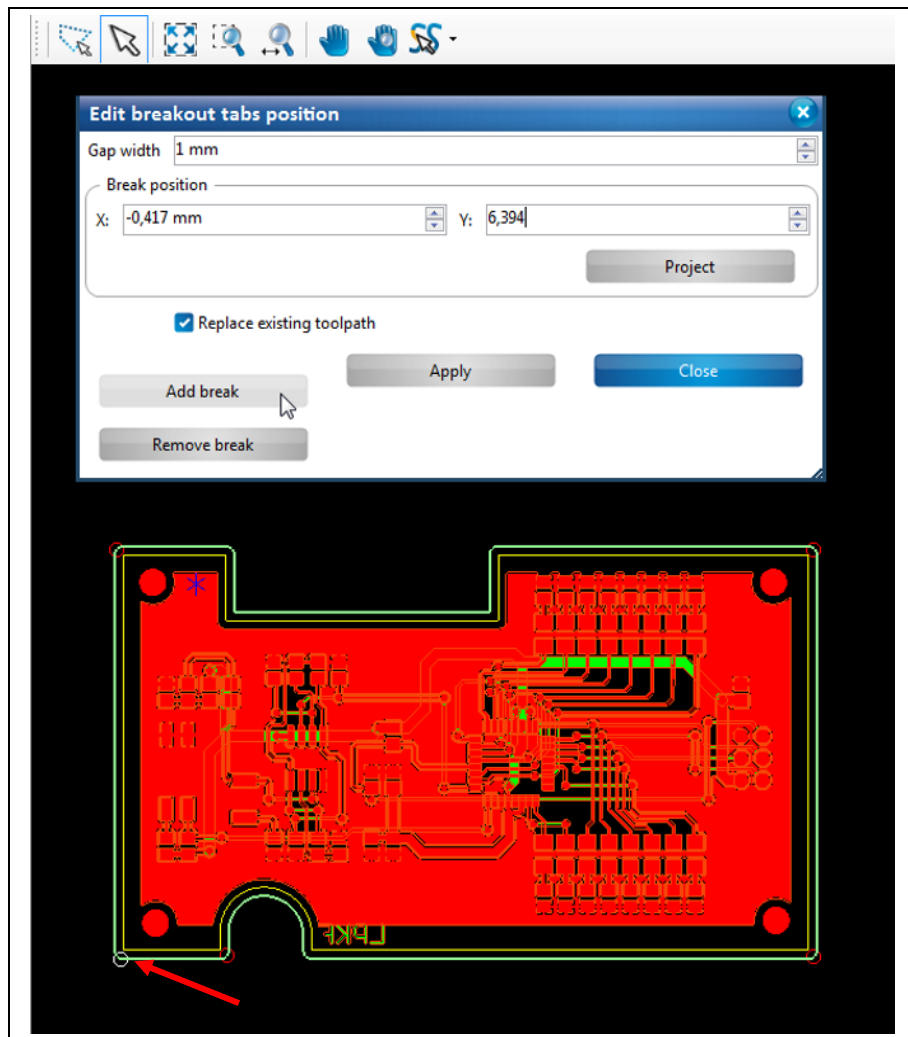 Edit breakout tabs position
Gap width 1 mm
Break position
X: -0,417 mm Y: 6,394
Project
Replace existing toolpath
Apply Close
Add break
Remove break